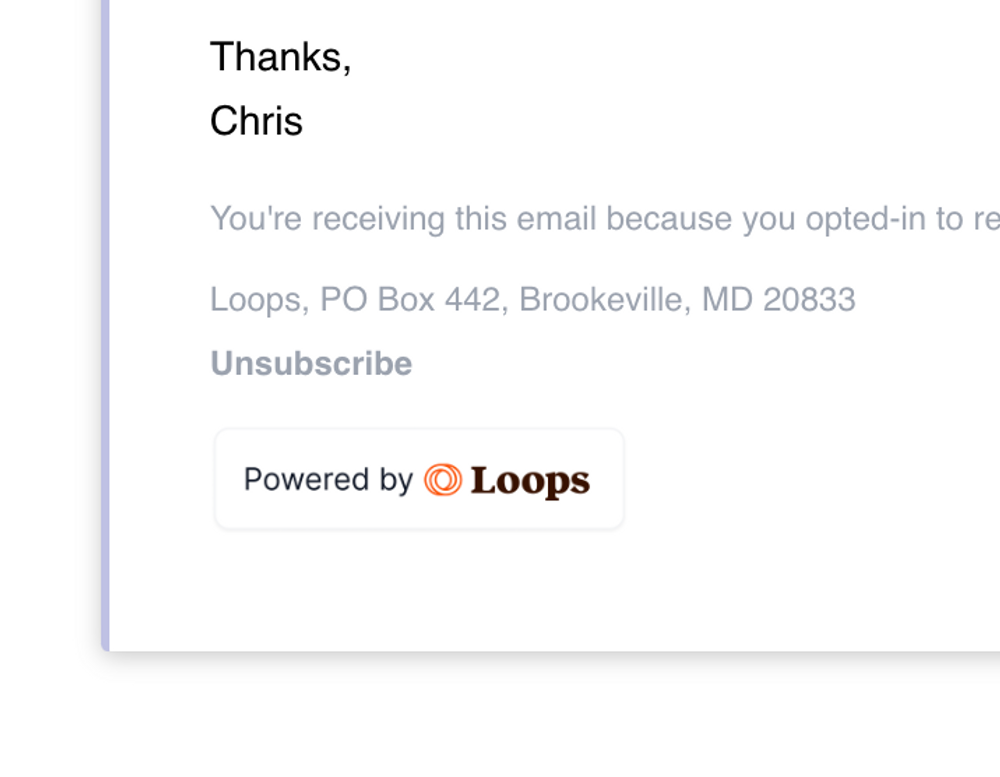 Thanks,
Chris
You're receiving this email because you opted-in to re
Loops, PO Box 442, Brookeville, MD 20833
Unsubscribe
Powered by Loops